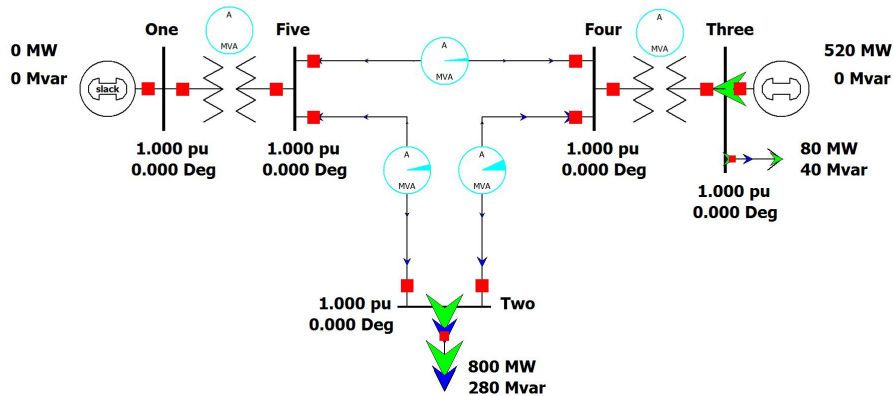 One
Five
Four
Three
A
MVA
A
MVA
A
MVA
0 MW
0 Mvar
slack
520 MW
0 Mvar
1.000 pu
0.000 Deg
1.000 pu
0.000 Deg
1.000 pu
0.000 Deg
80 MW
40 Mvar
1.000 pu
0.000 Deg
A
MVA
A
MVA
1.000 pu
0.000 Deg
Two
800 MW
280 Mvar